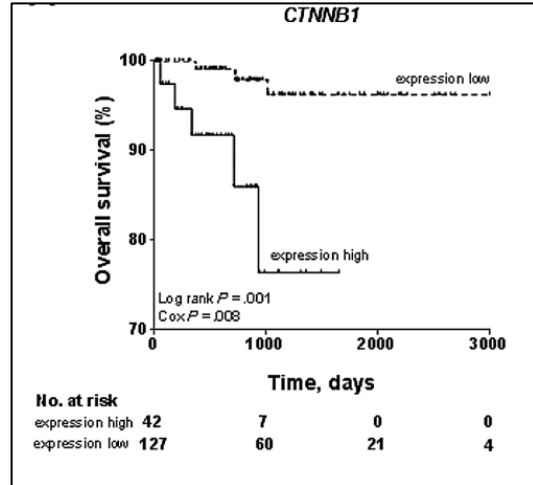 CTNNB1
100
90
80
70
Overall survival (%)
expression low
expression high
Log rank P =.001
Cox P =.008
0
1000
2000
3000
Time, days
No. at risk
expression high 42 7 0 0
expression low 127 60 21 4